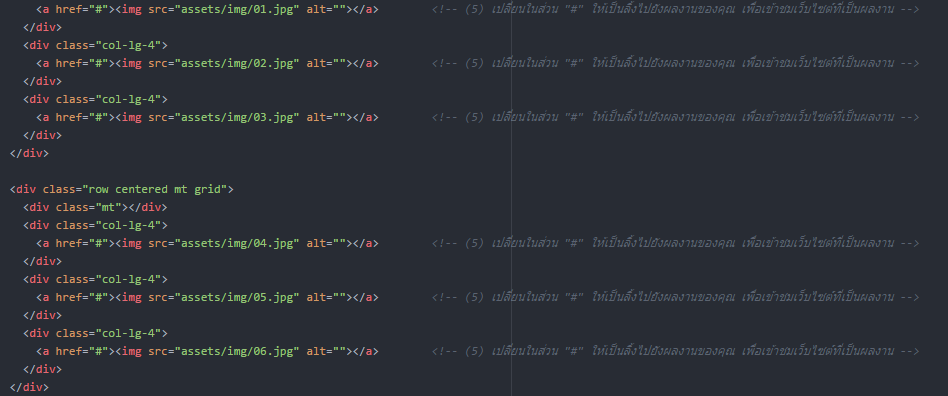 <a href="#"><img src="assets/img/01.jpg" alt=""></a> <!-- (5) เปลี่ยนในส่วน "#" ให้เป็นลิ้งไปยังผลงานของคุณ เพื่อเข้าชมเว็บไซต์ที่เป็นผลงาน -->
</div>
<div class="col-lg-4">
<a href="#"><img src="assets/img/02.jpg" alt=""></a> <!-- (5) เปลี่ยนในส่วน "#" ให้เป็นลิ้งไปยังผลงานของคุณ เพื่อเข้าชมเว็บไซต์ที่เป็นผลงาน -->
</div>
<div class="col-lg-4">
<a href="#"><img src="assets/img/03.jpg" alt=""></a> <!-- (5) เปลี่ยนในส่วน "#" ให้เป็นลิ้งไปยังผลงานของคุณ เพื่อเข้าชมเว็บไซต์ที่เป็นผลงาน -->
</div>
</div>
<div class="row centered mt grid">
<div class="mt"></div>
<div class="col-lg-4">
<a href="#"><img src="assets/img/04.jpg" alt=""></a> <!-- (5) เปลี่ยนในส่วน "#" ให้เป็นลิ้งไปยังผลงานของคุณ เพื่อเข้าชมเว็บไซต์ที่เป็นผลงาน -->
</div>
<div class="col-lg-4">
<a href="#"><img src="assets/img/05.jpg" alt=""></a> <!-- (5) เปลี่ยนในส่วน "#" ให้เป็นลิ้งไปยังผลงานของคุณ เพื่อเข้าชมเว็บไซต์ที่เป็นผลงาน -->
</div>
<div class="col-lg-4">
<a href="#"><img src="assets/img/06.jpg" alt=""></a> <!-- (5) เปลี่ยนในส่วน "#" ให้เป็นลิ้งไปยังผลงานของคุณ เพื่อเข้าชมเว็บไซต์ที่เป็นผลงาน -->
</div>
</div>